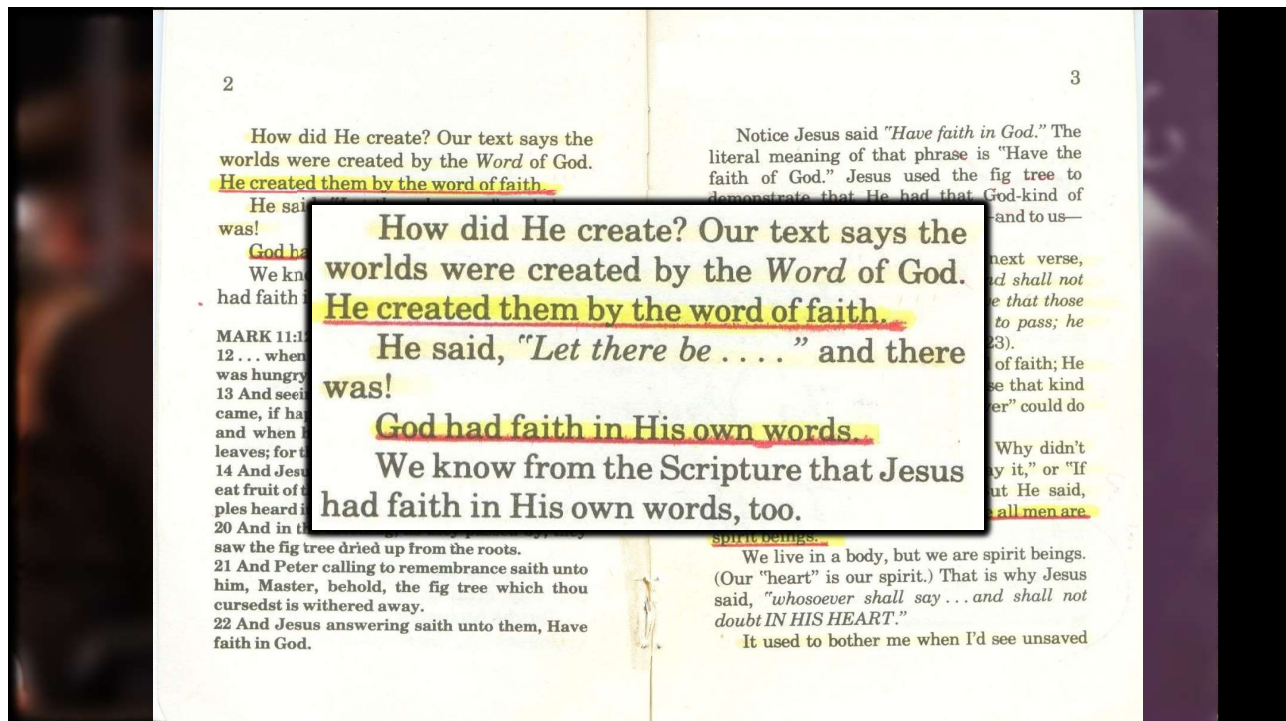 2
How did He create? Our text says the
worlds were created by the Word of God.
He created them by the word of faith.
He
was!
God
We
had faith
MARK
12 . . . when
was hungry
13 And
came, if
and when
leaves;
14 And
eat fruit of
ples heard
20 And in
saw the fig tree dried up from the roots.
21 And Peter calling to remembrance saith unto
him, Master, behold, the fig tree which thou
cursedst is withered away.
22 And Jesus answering saith unto them, Have
faith in God.
How did He create? Our text says the
worlds were created by the Word of God.
He created them by the word of faith.
He said, "Let there be . . . . " and there
was!
God had faith in His own words.
We know from the Scripture that Jesus
had faith in His own words, too.
3
Notice Jesus said "Have faith in God." The
literal meaning of that phrase is "Have the
faith of God." Jesus used the fig tree to
demonstrate that He had that God-kind of
—and to us—
next verse,
shall not
that those
to pass; he
of faith; He
that kind
could do
Why didn't
it," or "If
He said,
all men are
spirit beings.
We live in a body, but we are spirit beings.
(Our "heart" is our spirit.) That is why Jesus
said, "whosoever shall say . . . and shall not
doubt IN HIS HEART."
It used to bother me when I'd see unsaved